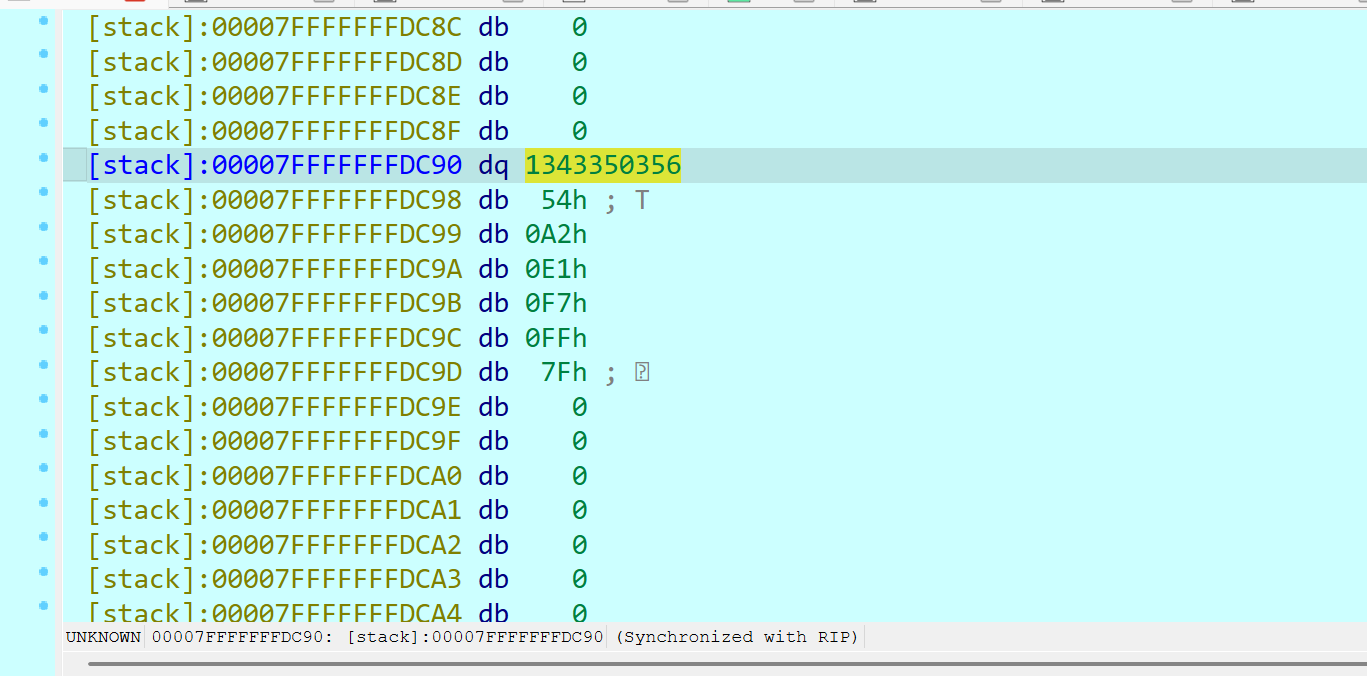 [stack]:00007FFFFFFFDC8C db    0
[stack]:00007FFFFFFFDC8D db    0
[stack]:00007FFFFFFFDC8E db    0
[stack]:00007FFFFFFFDC8F db    0
[stack]:00007FFFFFFFDC90 dq 1343350356
[stack]:00007FFFFFFFDC98 db  54h ; T
[stack]:00007FFFFFFFDC99 db 0A2h
[stack]:00007FFFFFFFDC9A db 0E1h
[stack]:00007FFFFFFFDC9B db 0F7h
[stack]:00007FFFFFFFDC9C db 0FFh
[stack]:00007FFFFFFFDC9D db  7Fh ; 
[stack]:00007FFFFFFFDC9E db    0
[stack]:00007FFFFFFFDC9F db    0
[stack]:00007FFFFFFFDCA0 db    0
[stack]:00007FFFFFFFDCA1 db    0
[stack]:00007FFFFFFFDCA2 db    0
[stack]:00007FFFFFFFDCA3 db    0
[stack]:00007FFFFFFFDCA4 db    0
UNKNOWN 00007FFFFFFFDC90: [stack]:00007FFFFFFFDC90 (Synchronized with RIP)